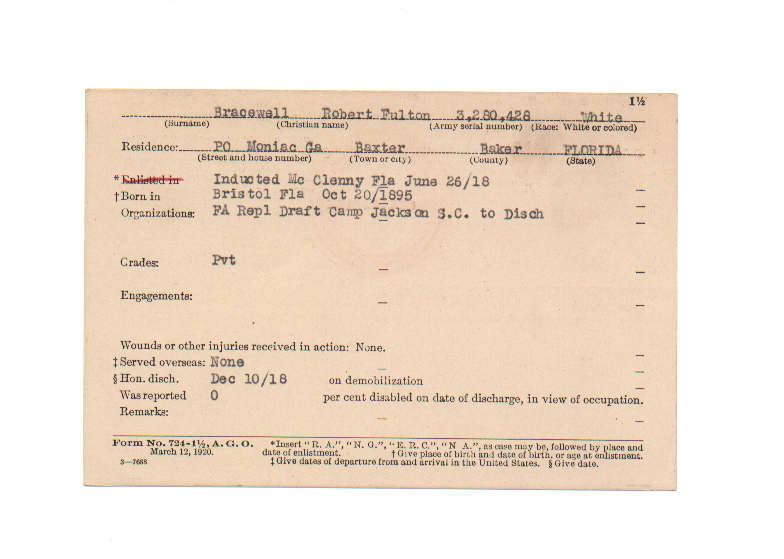 1½
Bracewell Robert Fulton 3,280,428 White
(Surname) (Christian name) (Army serial number) (Race: White or colored)
Residence: PO Moniac Ga Baxter Baker FLORIDA
(Street and house number) (Town or city) (County) (State)
* Enlisted in Inducted Mc Clenny Fla June 26/18
† Born in Bristol Fla Oct 20/1895
Organizations: FA Repl Draft Camp Jackson S.C. to Disch
Grades: Pvt
Engagements:
Wounds or other injuries received in action: None.
‡ Served overseas: None
§ Hon. disch. Dec 10/18 on demobilization
Was reported 0 per cent disabled on date of discharge, in view of occupation.
Remarks:
Form No. 724-1½, A. G. O. *Insert "R. A.", "N. G.", "E. R. C.", "N A.", as case may be, followed by place and
March 12, 1920. date of enlistment. † Give place of birth and date of birth, or age at enlistment.
3—7688 ‡ Give dates of departure from and arrival in the United States. § Give date.